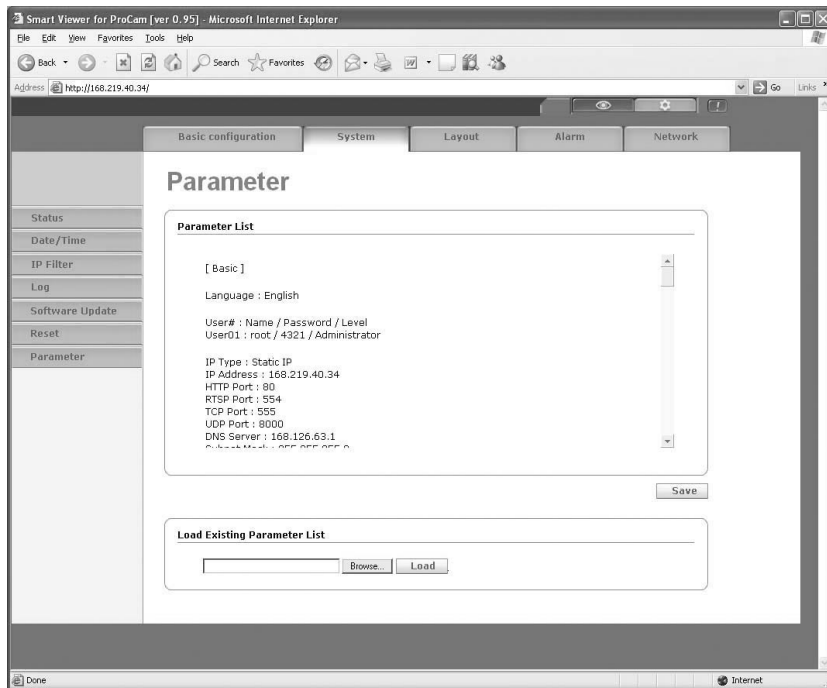 Smart Viewer for ProCam [ver 0.95] - Microsoft Internet Explorer
File Edit View Favorites Tools Help
Back Search Favorites
Address http://168.219.40.34/ Go Links »
Basic configuration System Layout Alarm Network
Parameter
Status
Date/Time
IP Filter
Log
Software Update
Reset
Parameter
Parameter List
[ Basic ]
Language : English
User# : Name / Password / Level
User01 : root / 4321 / Administrator
IP Type : Static IP
IP Address : 168.219.40.34
HTTP Port : 80
RTSP Port : 554
TCP Port : 555
UDP Port : 8000
DNS Server : 168.126.63.1
Save
Load Existing Parameter List
Browse... Load
Done Internet